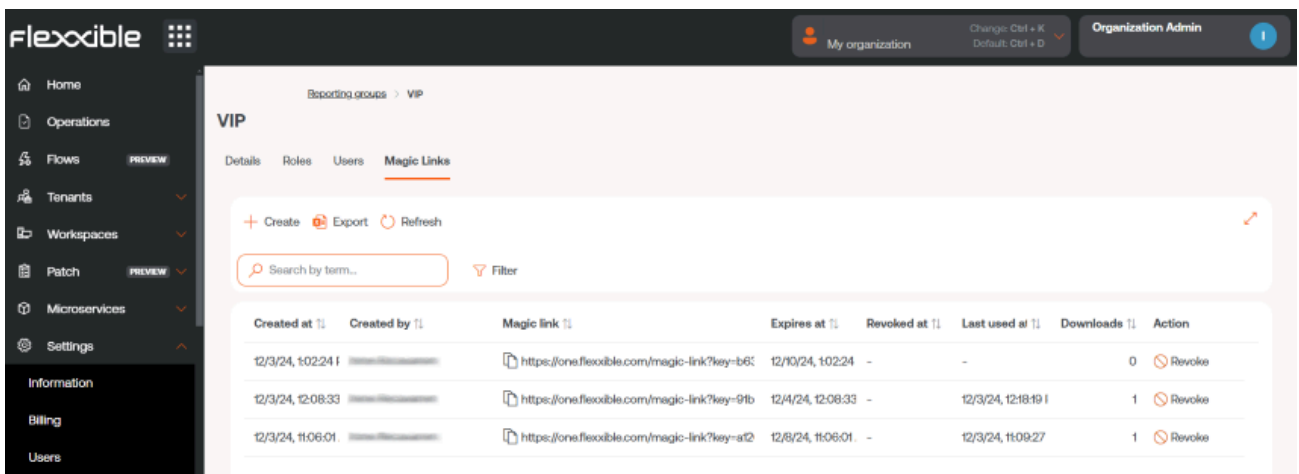 Flexxible
My organization
Change: Ctrl + K
Default: Ctrl + D
Organization Admin
I
Home
Operations
Flows PREVIEW
Tenants
Workspaces
Patch PREVIEW
Microservices
Settings
Information
Billing
Users
Reporting groups > VIP
VIP
Details Roles Users Magic Links
Create Export Refresh
Search by term...
Filter
Created at Created by Magic link Expires at Revoked at Last used at Downloads Action
12/3/24, 1:02:24 P https://one.flexxible.com/magic-link?key=b63 12/10/24, 1:02:24 - - 0 Revoke
12/3/24, 12:08:33 https://one.flexxible.com/magic-link?key=91b 12/4/24, 12:08:33 - 12/3/24, 12:18:19 1 Revoke
12/3/24, 11:06:01. https://one.flexxible.com/magic-link?key=a12 12/8/24, 11:06:01. - 12/3/24, 11:09:27 1 Revoke